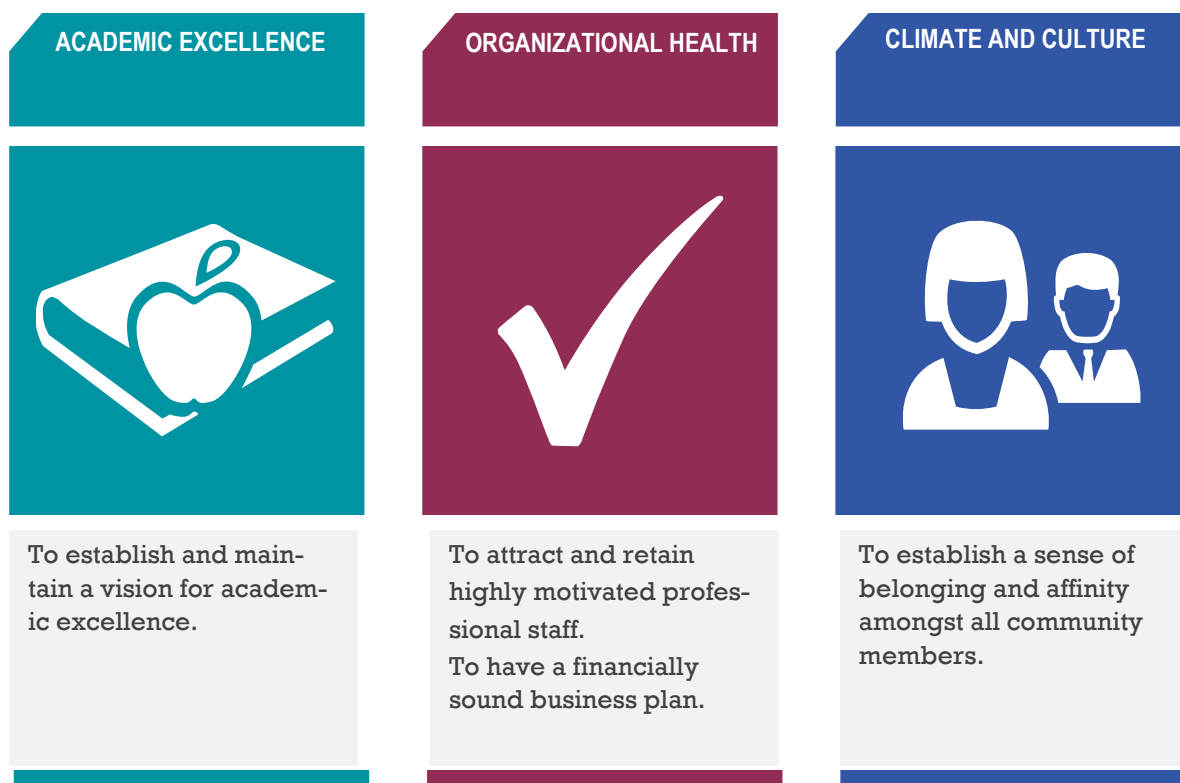 ACADEMIC EXCELLENCE
ORGANIZATIONAL HEALTH
CLIMATE AND CULTURE
To establish and main-
tain a vision for academ-
ic excellence.
To attract and retain
highly motivated profes-
sional staff.
To have a financially
sound business plan.
To establish a sense of
belonging and affinity
amongst all community
members.